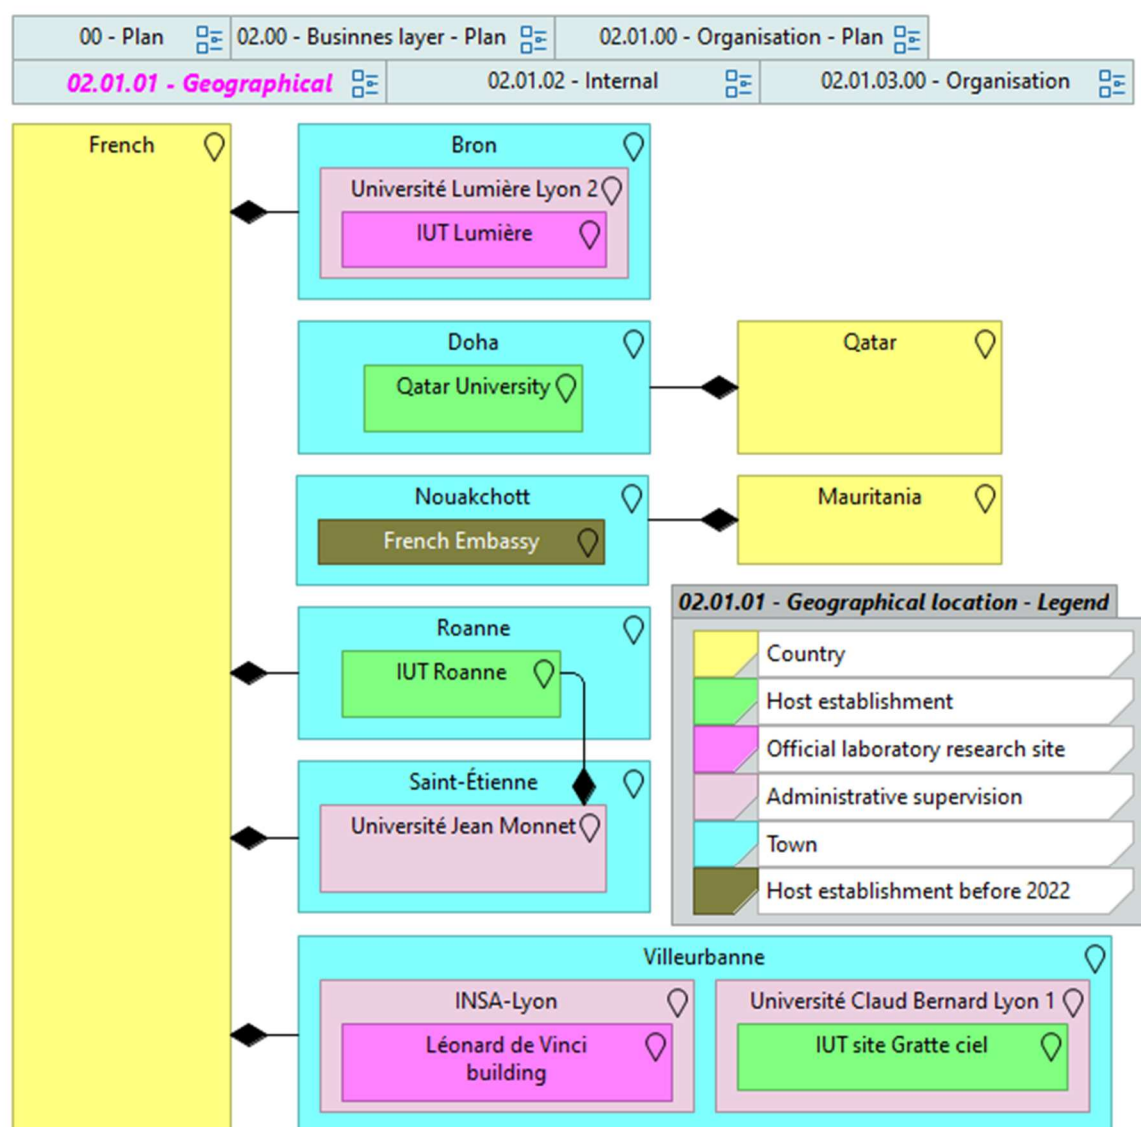 00 - Plan
02.00 - Businnes layer - Plan
02.01.00 - Organisation - Plan
02.01.01 - Geographical
02.01.02 - Internal
02.01.03.00 - Organisation
French
Bron
Université Lumière Lyon 2
IUT Lumière
Doha
Qatar University
Qatar
Nouakchott
French Embassy
Mauritania
Roanne
IUT Roanne
Saint-Étienne
Université Jean Monnet
02.01.01 - Geographical location - Legend
Country
Host establishment
Official laboratory research site
Administrative supervision
Town
Host establishment before 2022
Villeurbanne
INSA-Lyon
Léonard de Vinci
building
Université Claud Bernard Lyon 1
IUT site Gratte ciel